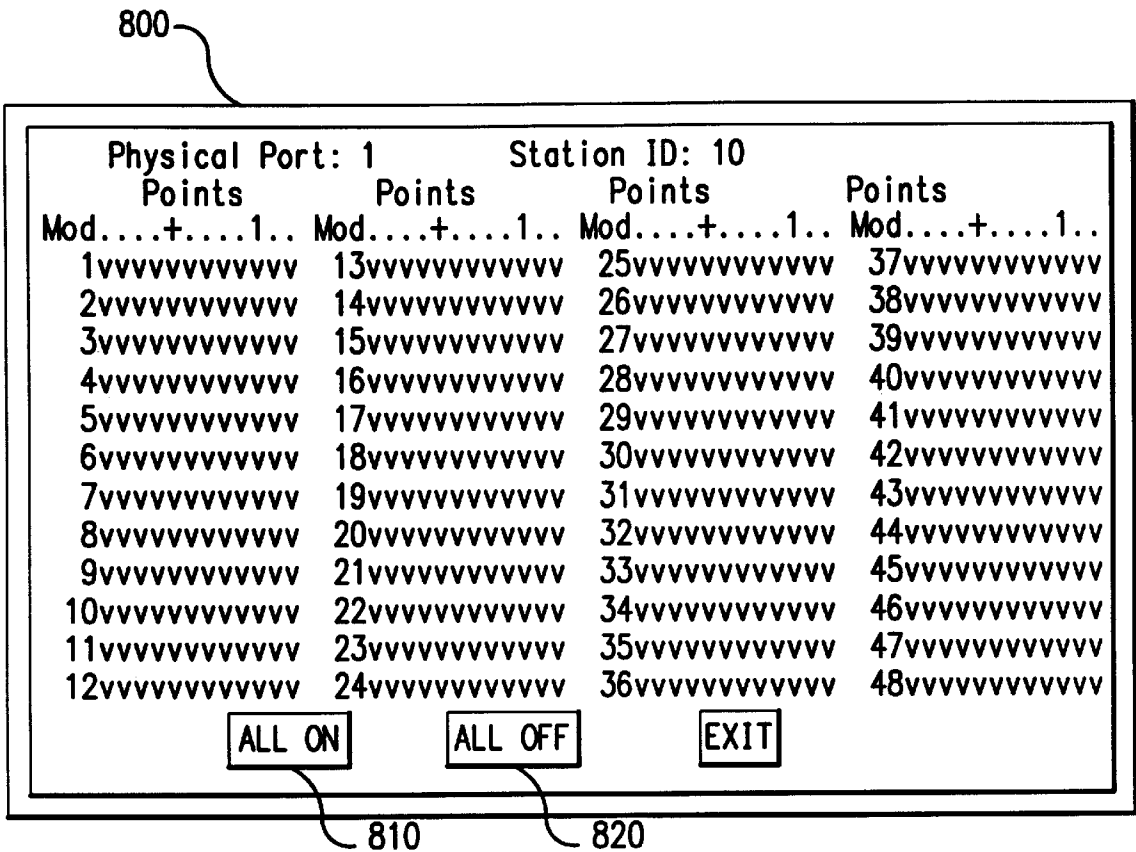 800
Physical Port: 1 Station ID: 10
Points Points Points Points
Mod....+....1.. Mod....+....1.. Mod....+....1.. Mod....+....1..
1vvvvvvvvvvvv 13vvvvvvvvvvvv 25vvvvvvvvvvvv 37vvvvvvvvvvvv
2vvvvvvvvvvvv 14vvvvvvvvvvvv 26vvvvvvvvvvvv 38vvvvvvvvvvvv
3vvvvvvvvvvvv 15vvvvvvvvvvvv 27vvvvvvvvvvvv 39vvvvvvvvvvvv
4vvvvvvvvvvvv 16vvvvvvvvvvvv 28vvvvvvvvvvvv 40vvvvvvvvvvvv
5vvvvvvvvvvvv 17vvvvvvvvvvvv 29vvvvvvvvvvvv 41vvvvvvvvvvvv
6vvvvvvvvvvvv 18vvvvvvvvvvvv 30vvvvvvvvvvvv 42vvvvvvvvvvvv
7vvvvvvvvvvvv 19vvvvvvvvvvvv 31vvvvvvvvvvvv 43vvvvvvvvvvvv
8vvvvvvvvvvvv 20vvvvvvvvvvvv 32vvvvvvvvvvvv 44vvvvvvvvvvvv
9vvvvvvvvvvvv 21vvvvvvvvvvvv 33vvvvvvvvvvvv 45vvvvvvvvvvvv
10vvvvvvvvvvvv 22vvvvvvvvvvvv 34vvvvvvvvvvvv 46vvvvvvvvvvvv
11vvvvvvvvvvvv 23vvvvvvvvvvvv 35vvvvvvvvvvvv 47vvvvvvvvvvvv
12vvvvvvvvvvvv 24vvvvvvvvvvvv 36vvvvvvvvvvvv 48vvvvvvvvvvvv
ALL ON ALL OFF EXIT
810 820